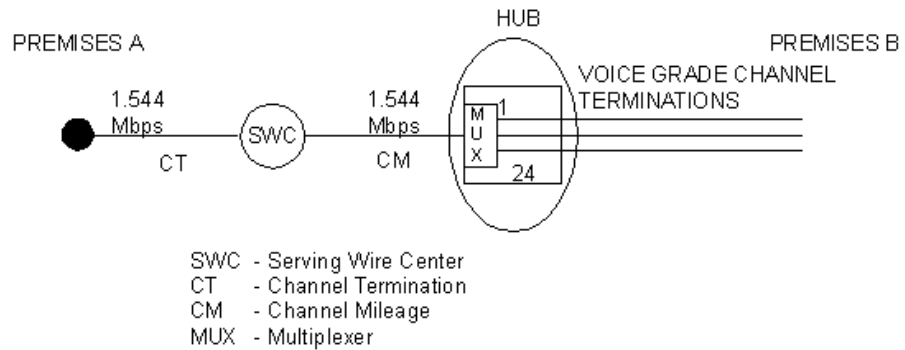 HUB
PREMISES A
PREMISES B
VOICE GRADE CHANNEL
TERMINATIONS
1.544
Mbps
CT
SWC
1.544
Mbps
CM
MUX
1
24
SWC - Serving Wire Center
CT - Channel Termination
CM - Channel Mileage
MUX - Multiplexer